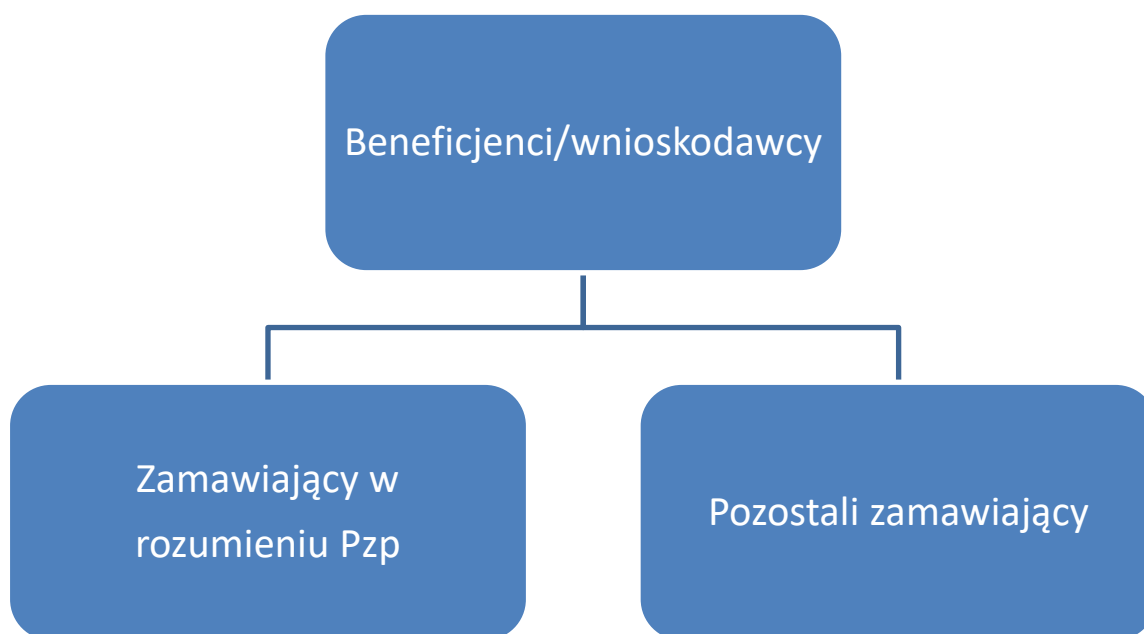 Beneficjenci/wnioskodawcy
Zamawiający w
rozumieniu Pzp
Pozostali zamawiający